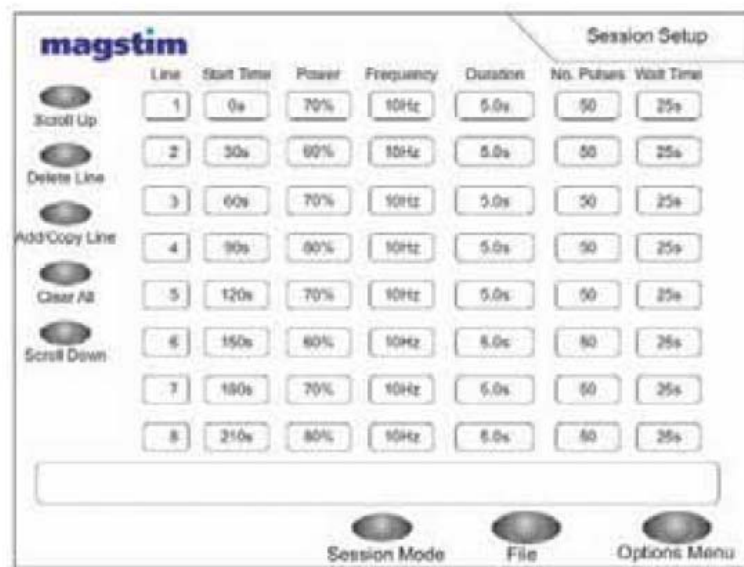 magstim
Session Setup
Line Start Time Power Frequency Duration No. Pulses Wait Time
1 0s 70% 10Hz 5.0s 50 25s
Scroll Up
2 30s 60% 10Hz 5.0s 50 25s
Delete Line
3 60s 70% 10Hz 5.0s 50 25s
Add/Copy Line
4 90s 80% 10Hz 5.0s 50 25s
Clear All
5 120s 70% 10Hz 5.0s 50 25s
6 150s 60% 10Hz 5.0s 50 25s
Scroll Down
7 180s 70% 10Hz 5.0s 50 25s
8 210s 80% 10Hz 5.0s 50 25s
Session Mode File Options Menu